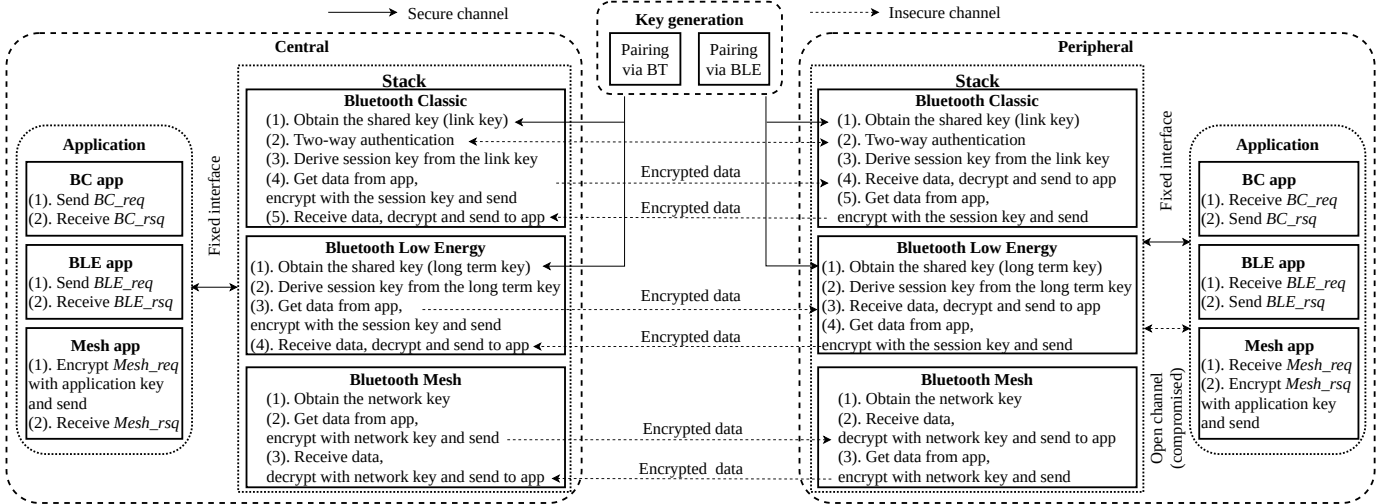 Secure channel
Key generation
Pairing
via BT
Pairing
via BLE
Insecure channel
Central
Stack
Bluetooth Classic
(1). Obtain the shared key (link key)
(2). Two-way authentication
(3). Derive session key from the link key
(4). Get data from app,
encrypt with the session key and send
(5). Receive data, decrypt and send to app
Bluetooth Low Energy
(1). Obtain the shared key (long term key)
(2). Derive session key from the long term key
(3). Get data from app,
encrypt with the session key and send
(4). Receive data, decrypt and send to app
Bluetooth Mesh
(1). Obtain the network key
(2). Get data from app,
encrypt with network key and send
(3). Receive data,
decrypt with network key and send to app
Application
BC app
(1). Send BC_req
(2). Receive BC_rsq
BLE app
(1). Send BLE_req
(2). Receive BLE_rsq
Mesh app
(1). Encrypt Mesh_req
with application key
and send
(2). Receive Mesh_rsq
Fixed interface
Encrypted data
Encrypted data
Encrypted data
Encrypted data
Encrypted data
Encrypted data
Peripheral
Stack
Bluetooth Classic
(1). Obtain the shared key (link key)
(2). Two-way authentication
(3). Derive session key from the link key
(4). Receive data, decrypt and send to app
(5). Get data from app,
encrypt with the session key and send
Bluetooth Low Energy
(1). Obtain the shared key (long term key)
(2). Derive session key from the long term key
(3). Receive data, decrypt and send to app
(4). Get data from app,
encrypt with the session key and send
Bluetooth Mesh
(1). Obtain the network key
(2). Receive data,
decrypt with network key and send to app
(3). Get data from app,
encrypt with network key and send
Fixed interface
Open channel
(compromised)
Application
BC app
(1). Receive BC_req
(2). Send BC_rsq
BLE app
(1). Receive BLE_req
(2). Send BLE_rsq
Mesh app
(1). Receive Mesh_req
(2). Encrypt Mesh_rsq
with application key
and send